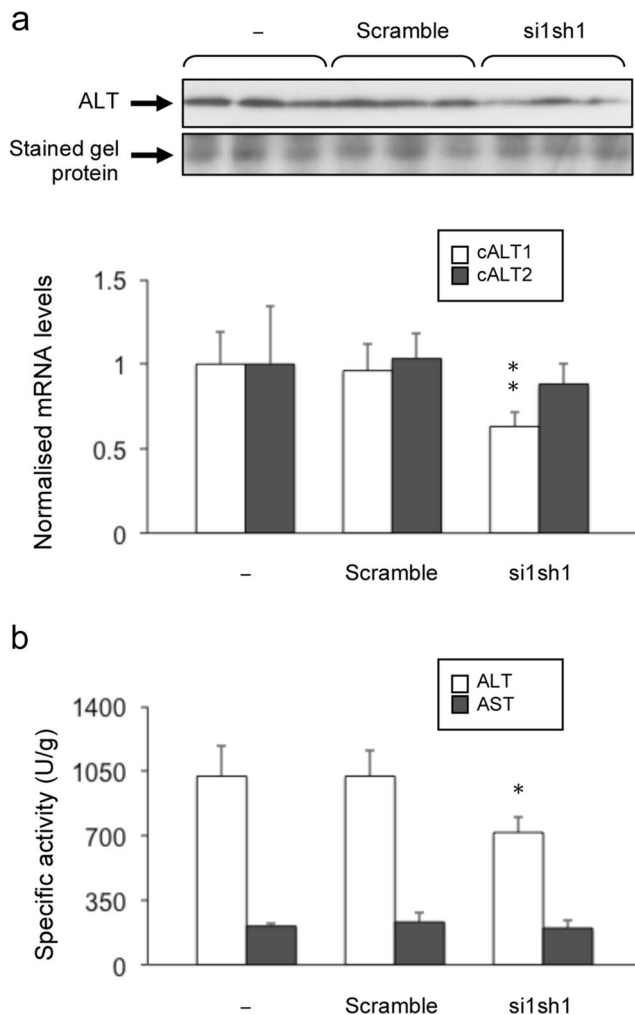 a
– Scramble si1sh1
ALT
Stained gel
protein
cALT1
cALT2
Normalised mRNA levels
1.5
1
0.5
0
*
*
– Scramble si1sh1
b
ALT
AST
Specific activity (U/g)
1400
1050
700
350
0
*
– Scramble si1sh1